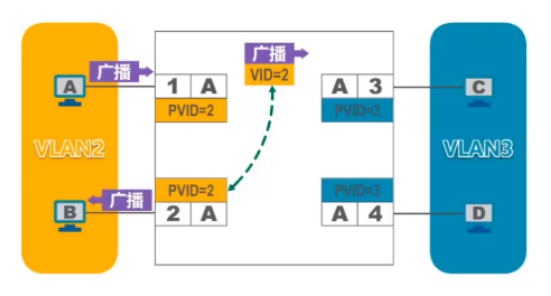 广播
广播
VID=2
A
1 A
PVID=2
A 3
PVID=3
C
VLAN2
VLAN3
广播
PVID=2
2 A
B
PVID=3
A 4
D